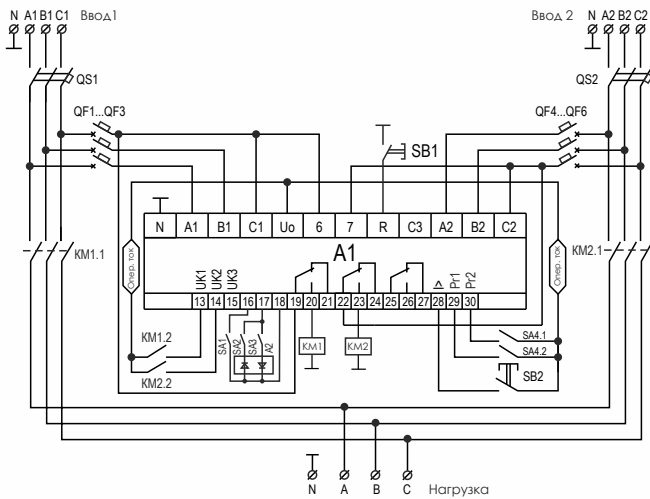 N A1 B1 C1 Ввод1
Ввод 2 N A2 B2 C2
QS1
QS2
QF1...QF3
QF4...QF6
SB1
N A1 B1 C1 Uo 6 7 R C3 A2 B2 C2
A1
KM1.1
KM2.1
Опер. ток
Опер. ток
UK1
UK2
UK3
I>
Pr1
Pr2
13 14 15 16 17 18 19 20 21 22 23 24 25 26 27 28 29 30
KM1.2
KM2.2
SA1
SA2
SA3
A2
KM1
KM2
SA4.1
SA4.2
SB2
N A B C Нагрузка